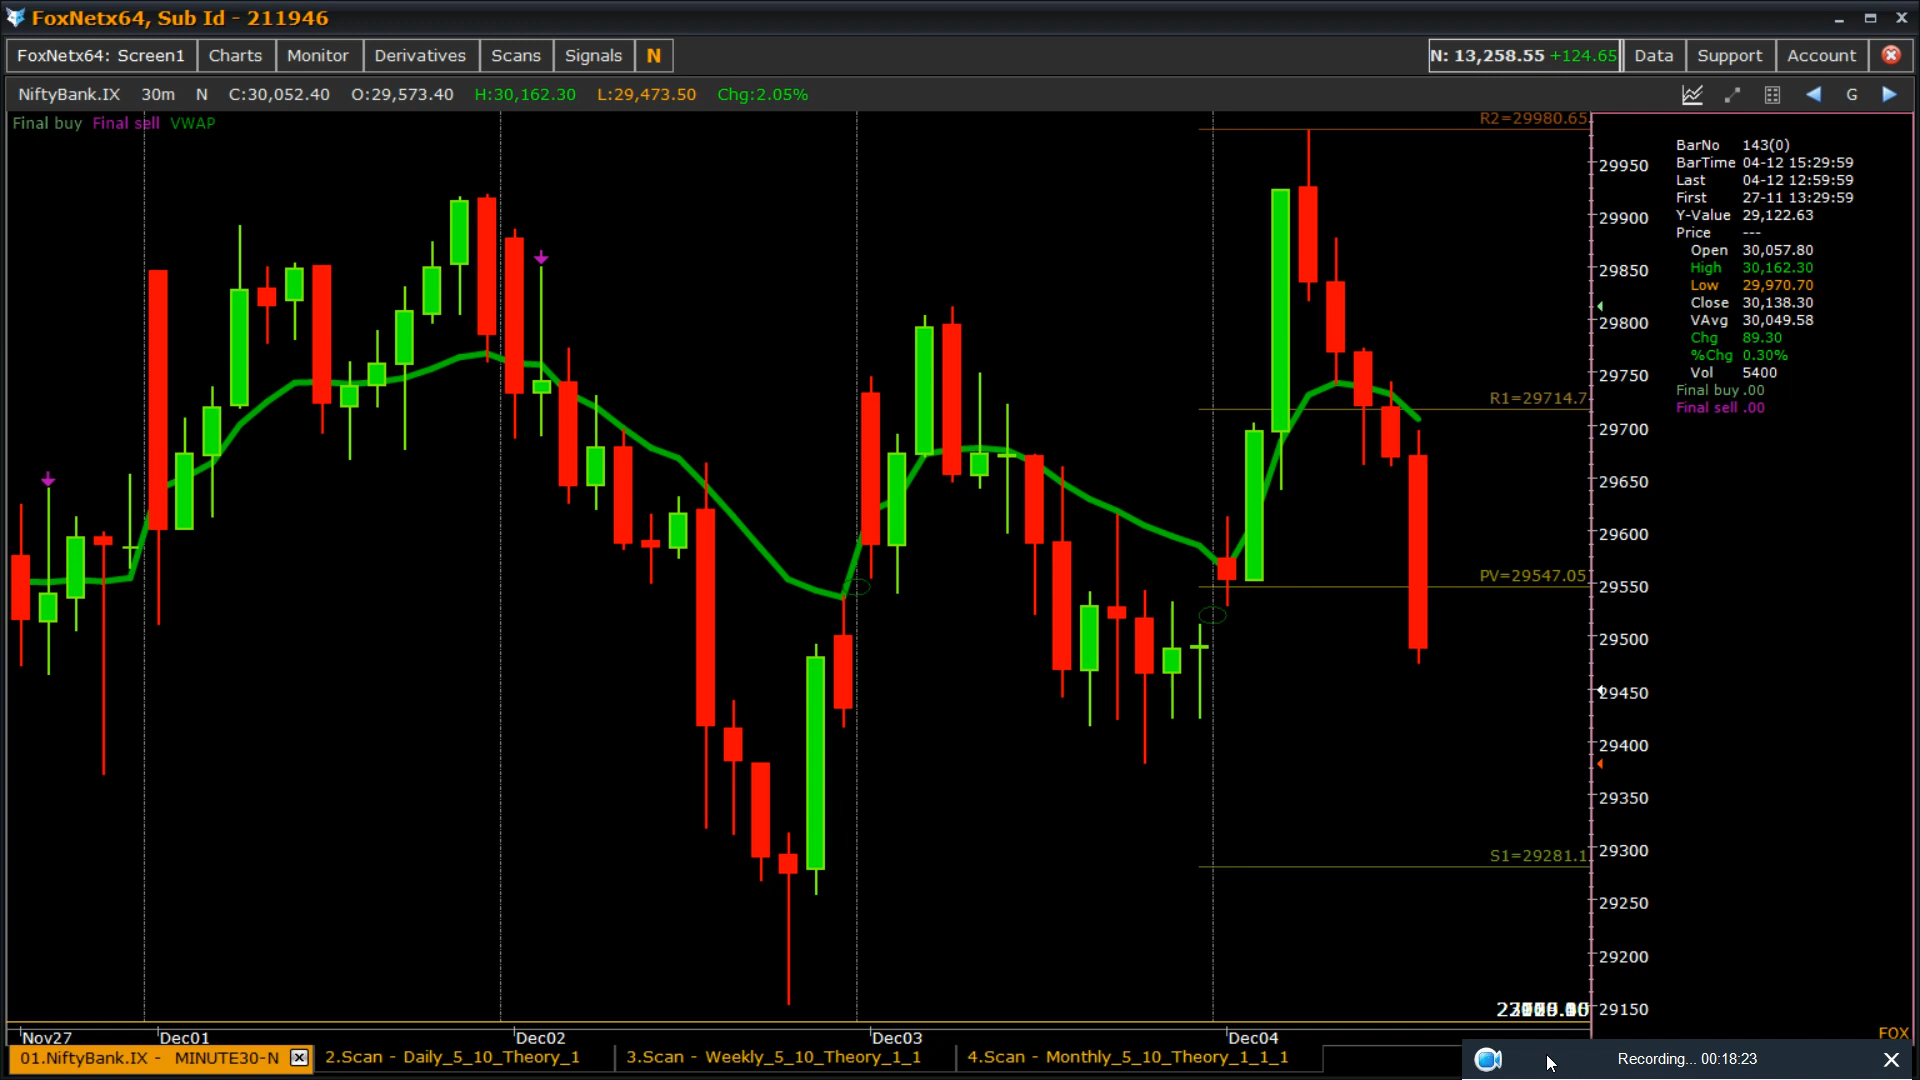 FoxNetx64, Sub Id - 211946
FoxNetx64: Screen1 Charts Monitor Derivatives Scans Signals N N: 13,258.55 +124.65 Data Support Account
NiftyBank.IX 30m N C:30,052.40 O:29,573.40 H:30,162.30 L:29,473.50 Chg:2.05% G
Final buy Final sell VWAP
R2=29980.65
R1=29714.7
PV=29547.05
S1=29281.1
29950
29900
29850
29800
29750
29700
29650
29600
29550
29500
29450
29400
29350
29300
29250
29200
29150
BarNo 143(0)
BarTime 04-12 15:29:59
Last 04-12 12:59:59
First 27-11 13:29:59
Y-Value 29,122.63
Price ---
Open 30,057.80
High 30,162.30
Low 29,970.70
Close 30,138.30
VAvg 30,049.58
Chg 89.30
%Chg 0.30%
Vol 5400
Final buy .00
Final sell .00
FOX
Nov27 Dec01 Dec02 Dec03 Dec04
01.NiftyBank.IX - MINUTE30-N 2.Scan - Daily_5_10_Theory_1 3.Scan - Weekly_5_10_Theory_1_1 4.Scan - Monthly_5_10_Theory_1_1_1
Recording... 00:18:23